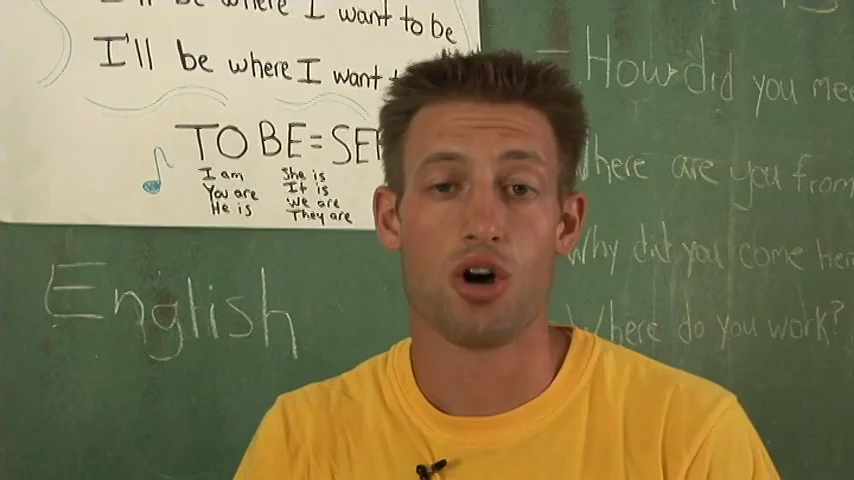 I'll be where I want to be
I'll be where I want
TO BE = SER
I am
You are
He is
She is
It is
We are
They are
English
How did you mee
Where are you from
Why did you come her
Where do you work?